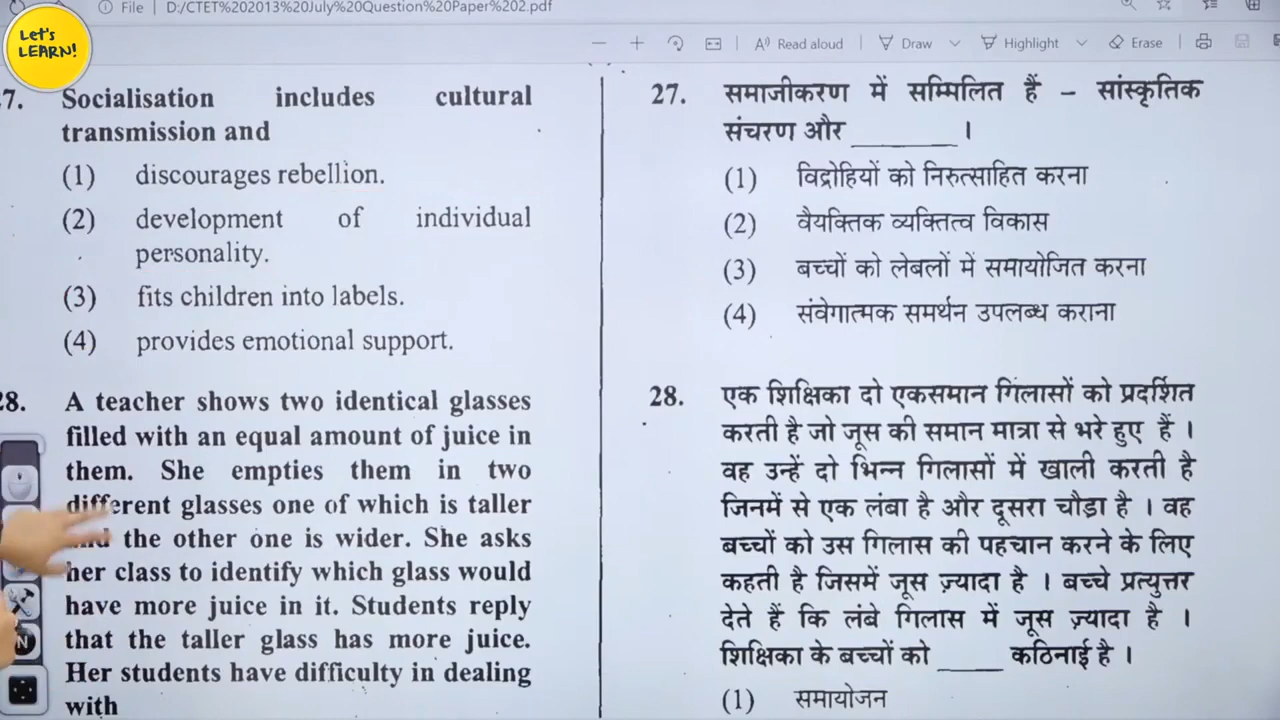 File | D:/CTET%202013%20July%20Question%20Paper%202.pdf
Let's
LEARN!
Read aloud
Draw
Highlight
Erase
7. Socialisation includes cultural
transmission and
(1) discourages rebellion.
(2) development of individual
personality.
(3) fits children into labels.
(4) provides emotional support.
28. A teacher shows two identical glasses
filled with an equal amount of juice in
them. She empties them in two
different glasses one of which is taller
the other one is wider. She asks
her class to identify which glass would
have more juice in it. Students reply
that the taller glass has more juice.
Her students have difficulty in dealing
with
27. समाजीकरण में सम्मिलित हैं – सांस्कृतिक
संचरण और ________ ।
(1) विद्रोहियों को निरुत्साहित करना
(2) वैयक्तिक व्यक्तित्व विकास
(3) बच्चों को लेबलों में समायोजित करना
(4) संवेगात्मक समर्थन उपलब्ध कराना
28. एक शिक्षिका दो एकसमान गिलासों को प्रदर्शित
करती है जो जूस की समान मात्रा से भरे हुए हैं ।
वह उन्हें दो भिन्न गिलासों में खाली करती है
जिनमें से एक लंबा है और दूसरा चौड़ा है । वह
बच्चों को उस गिलास की पहचान करने के लिए
कहती है जिसमें जूस ज़्यादा है । बच्चे प्रत्युत्तर
देते हैं कि लंबे गिलास में जूस ज़्यादा है ।
शिक्षिका के बच्चों को _____ कठिनाई है ।
(1) समायोजन